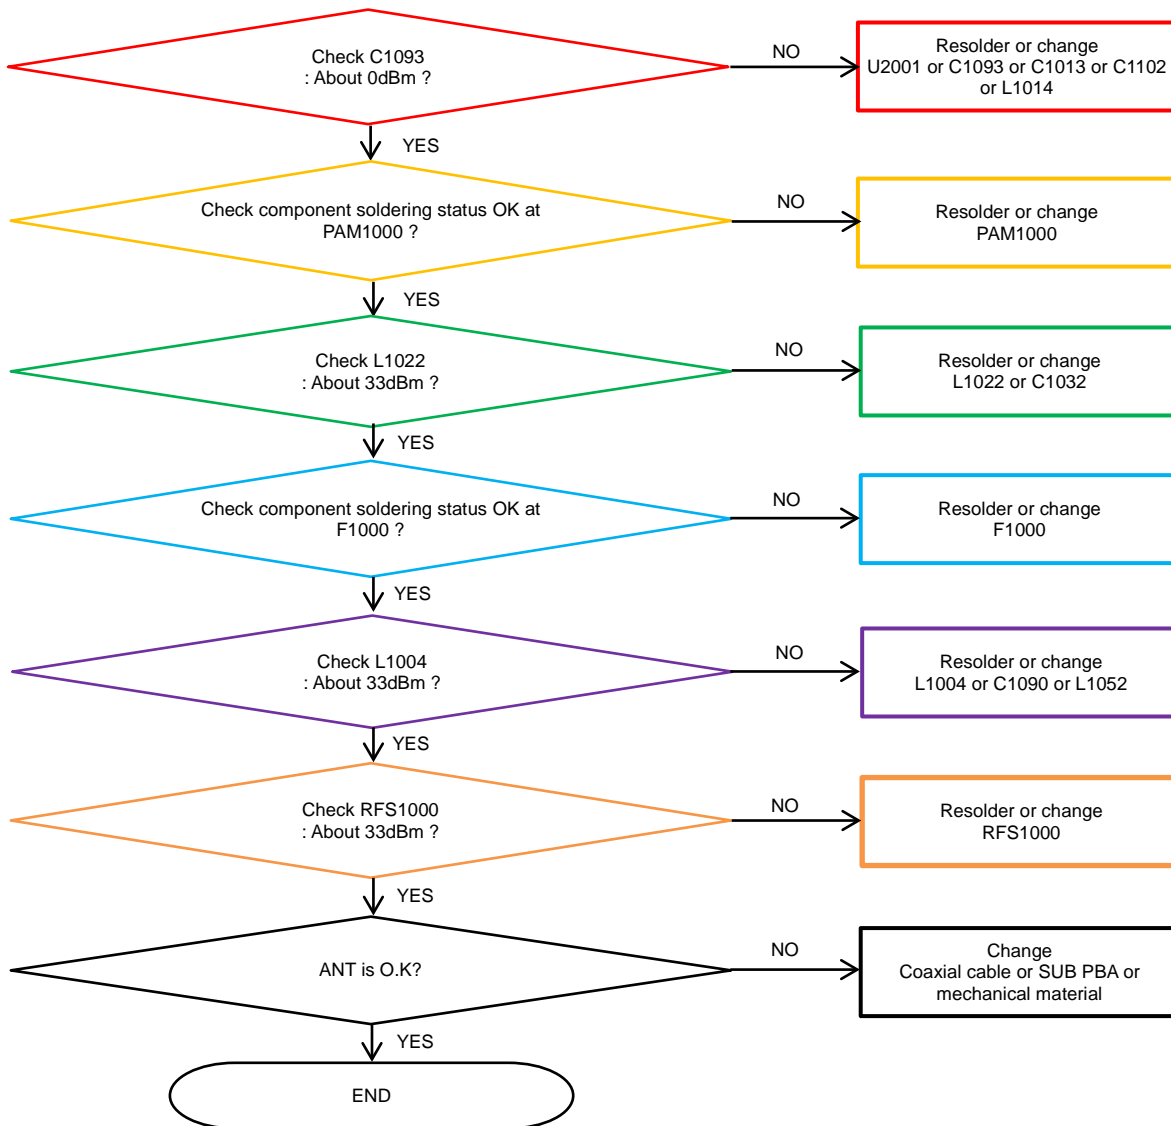 Check C1093
: About 0dBm ?
NO
Resolder or change
U2001 or C1093 or C1013 or C1102
or L1014
YES
Check component soldering status OK at
PAM1000 ?
NO
Resolder or change
PAM1000
YES
Check L1022
: About 33dBm ?
NO
Resolder or change
L1022 or C1032
YES
Check component soldering status OK at
F1000 ?
NO
Resolder or change
F1000
YES
Check L1004
: About 33dBm ?
NO
Resolder or change
L1004 or C1090 or L1052
YES
Check RFS1000
: About 33dBm ?
NO
Resolder or change
RFS1000
YES
ANT is O.K?
NO
Change
Coaxial cable or SUB PBA or
mechanical material
YES
END